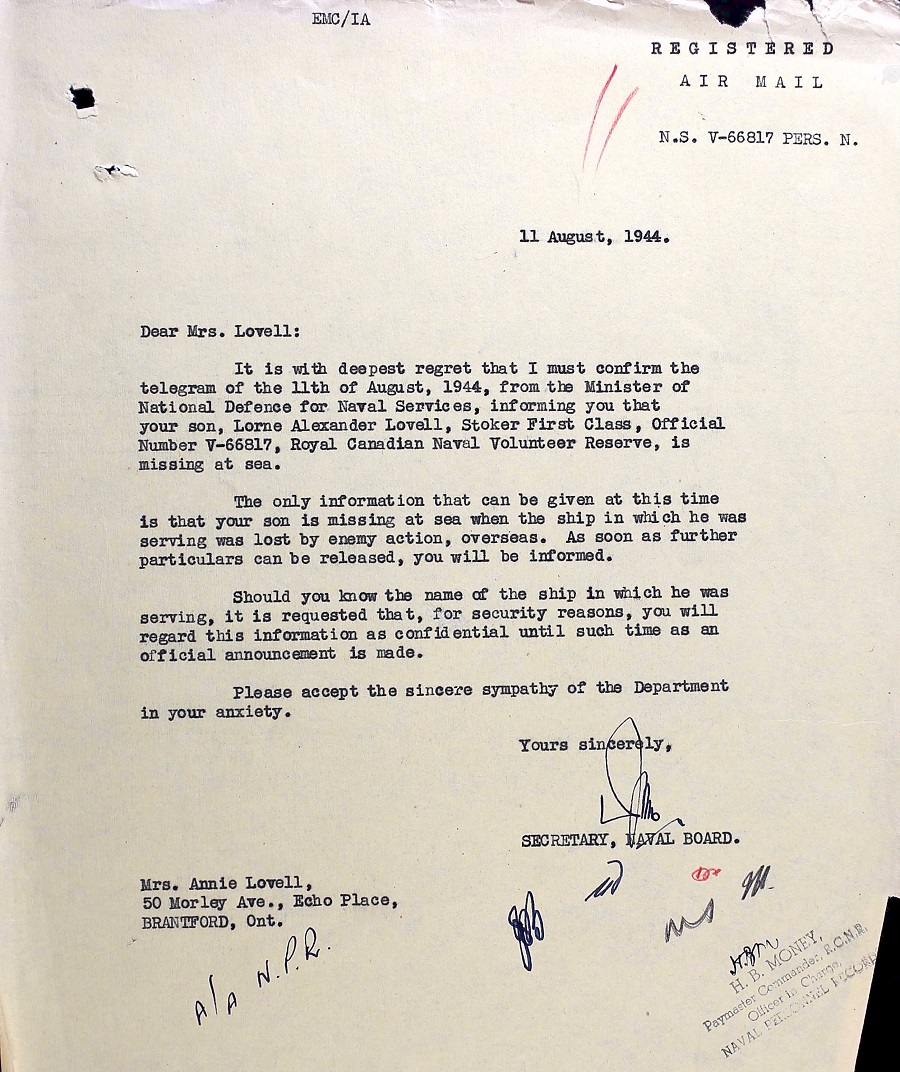 EMC/IA
REGISTERED
AIR MAIL
N.S. V-66817 PERS. N.
11 August, 1944.
Dear Mrs. Lovell:
It is with deepest regret that I must confirm the
telegram of the 11th of August, 1944, from the Minister of
National Defence for Naval Services, informing you that
your son, Lorne Alexander Lovell, Stoker First Class, Official
Number V-66817, Royal Canadian Naval Volunteer Reserve, is
missing at sea.
The only information that can be given at this time
is that your son is missing at sea when the ship in which he was
serving was lost by enemy action, overseas. As soon as further
particulars can be released, you will be informed.
Should you know the name of the ship in which he was
serving, it is requested that, for security reasons, you will
regard this information as confidential until such time as an
official announcement is made.
Please accept the sincere sympathy of the Department
in your anxiety.
Yours sincerely,
SECRETARY, NAVAL BOARD.
Mrs. Annie Lovell,
50 Morley Ave., Echo Place,
BRANTFORD, Ont.
a/a N.P.R.
HBM
H. B. MONEY,
Paymaster Commander, R.C.N.R.
Officer in Charge,
NAVAL PERSONNEL RECORDS